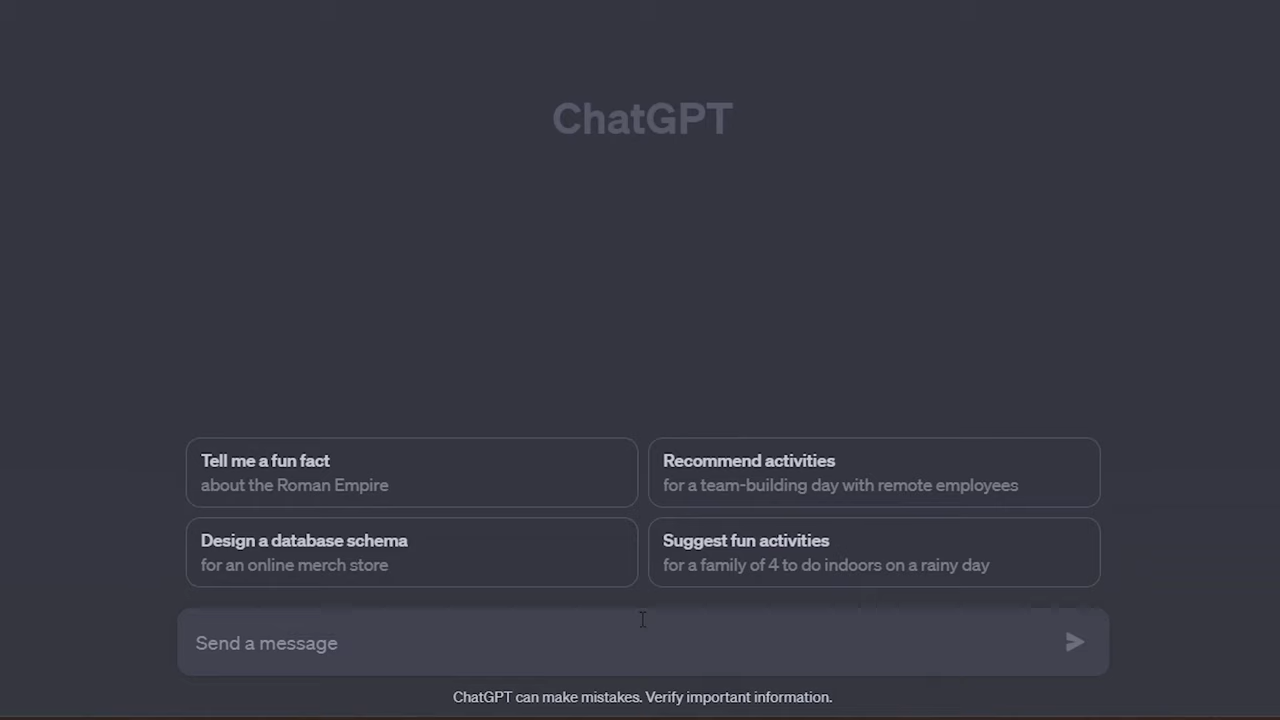 ChatGPT
Tell me a fun fact
about the Roman Empire
Recommend activities
for a team-building day with remote employees
Design a database schema
for an online merch store
Suggest fun activities
for a family of 4 to do indoors on a rainy day
Send a message
ChatGPT can make mistakes. Verify important information.